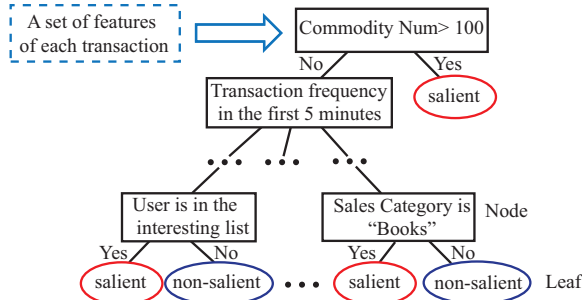 A set of features
of each transaction
Commodity Num> 100
No
Yes
Transaction frequency
in the first 5 minutes
salient
User is in the
interesting list
Sales Category is
“Books”
Node
Yes
No
Yes
No
salient
non-salient
salient
non-salient
Leaf